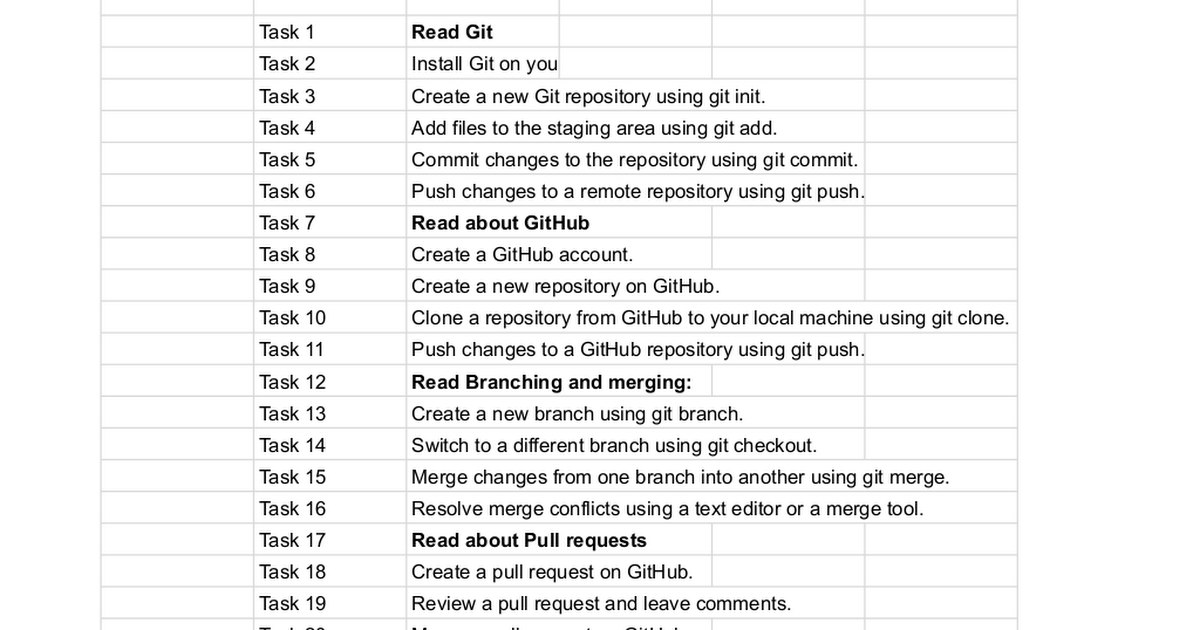 Task 1 Read Git
Task 2 Install Git on you
Task 3 Create a new Git repository using git init.
Task 4 Add files to the staging area using git add.
Task 5 Commit changes to the repository using git commit.
Task 6 Push changes to a remote repository using git push.
Task 7 Read about GitHub
Task 8 Create a GitHub account.
Task 9 Create a new repository on GitHub.
Task 10 Clone a repository from GitHub to your local machine using git clone.
Task 11 Push changes to a GitHub repository using git push.
Task 12 Read Branching and merging:
Task 13 Create a new branch using git branch.
Task 14 Switch to a different branch using git checkout.
Task 15 Merge changes from one branch into another using git merge.
Task 16 Resolve merge conflicts using a text editor or a merge tool.
Task 17 Read about Pull requests
Task 18 Create a pull request on GitHub.
Task 19 Review a pull request and leave comments.